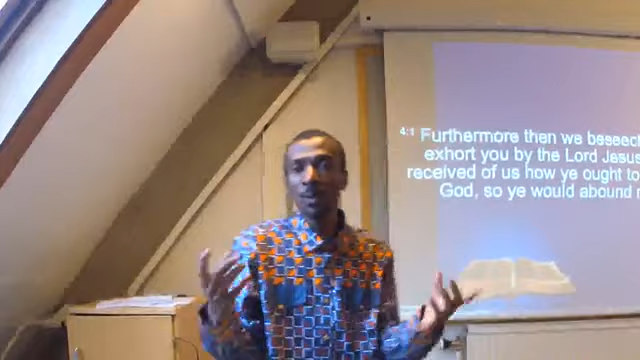 4:1 Furthermore then we beseech
exhort you by the Lord Jesus
received of us how ye ought to
God, so ye would abound